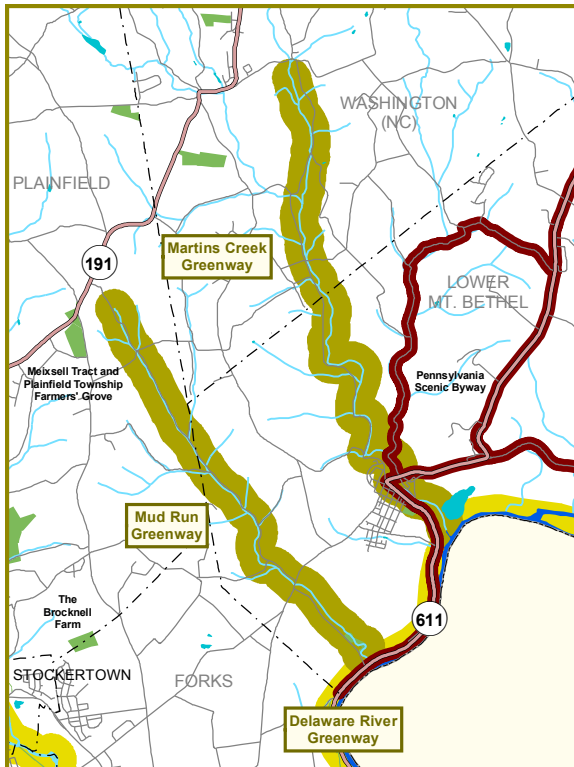 WASHINGTON
(NC)
PLAINFIELD
Martins Creek
Greenway
191
LOWER
MT. BETHEL
Meixsell Tract and
Plainfield Township
Farmers' Grove
Pennsylvania
Scenic Byway
Mud Run
Greenway
The
Brocknell
Farm
611
STOCKERTOWN
FORKS
Delaware River
Greenway